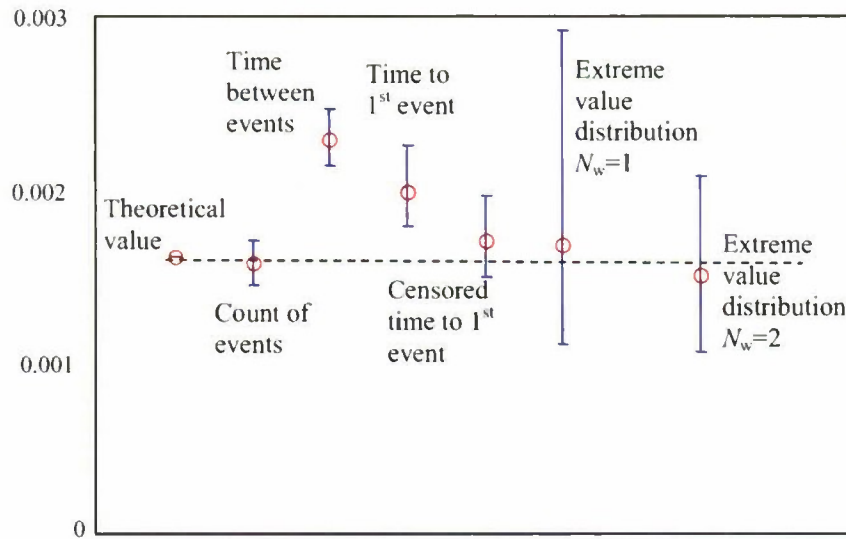 0.003
Time
between
events
Time to
1st event
Extreme
value
distribution
Nw=1
0.002
Theoretical
value
Count of
events
Censored
time to 1st
event
Extreme
value
distribution
Nw=2
0.001
0